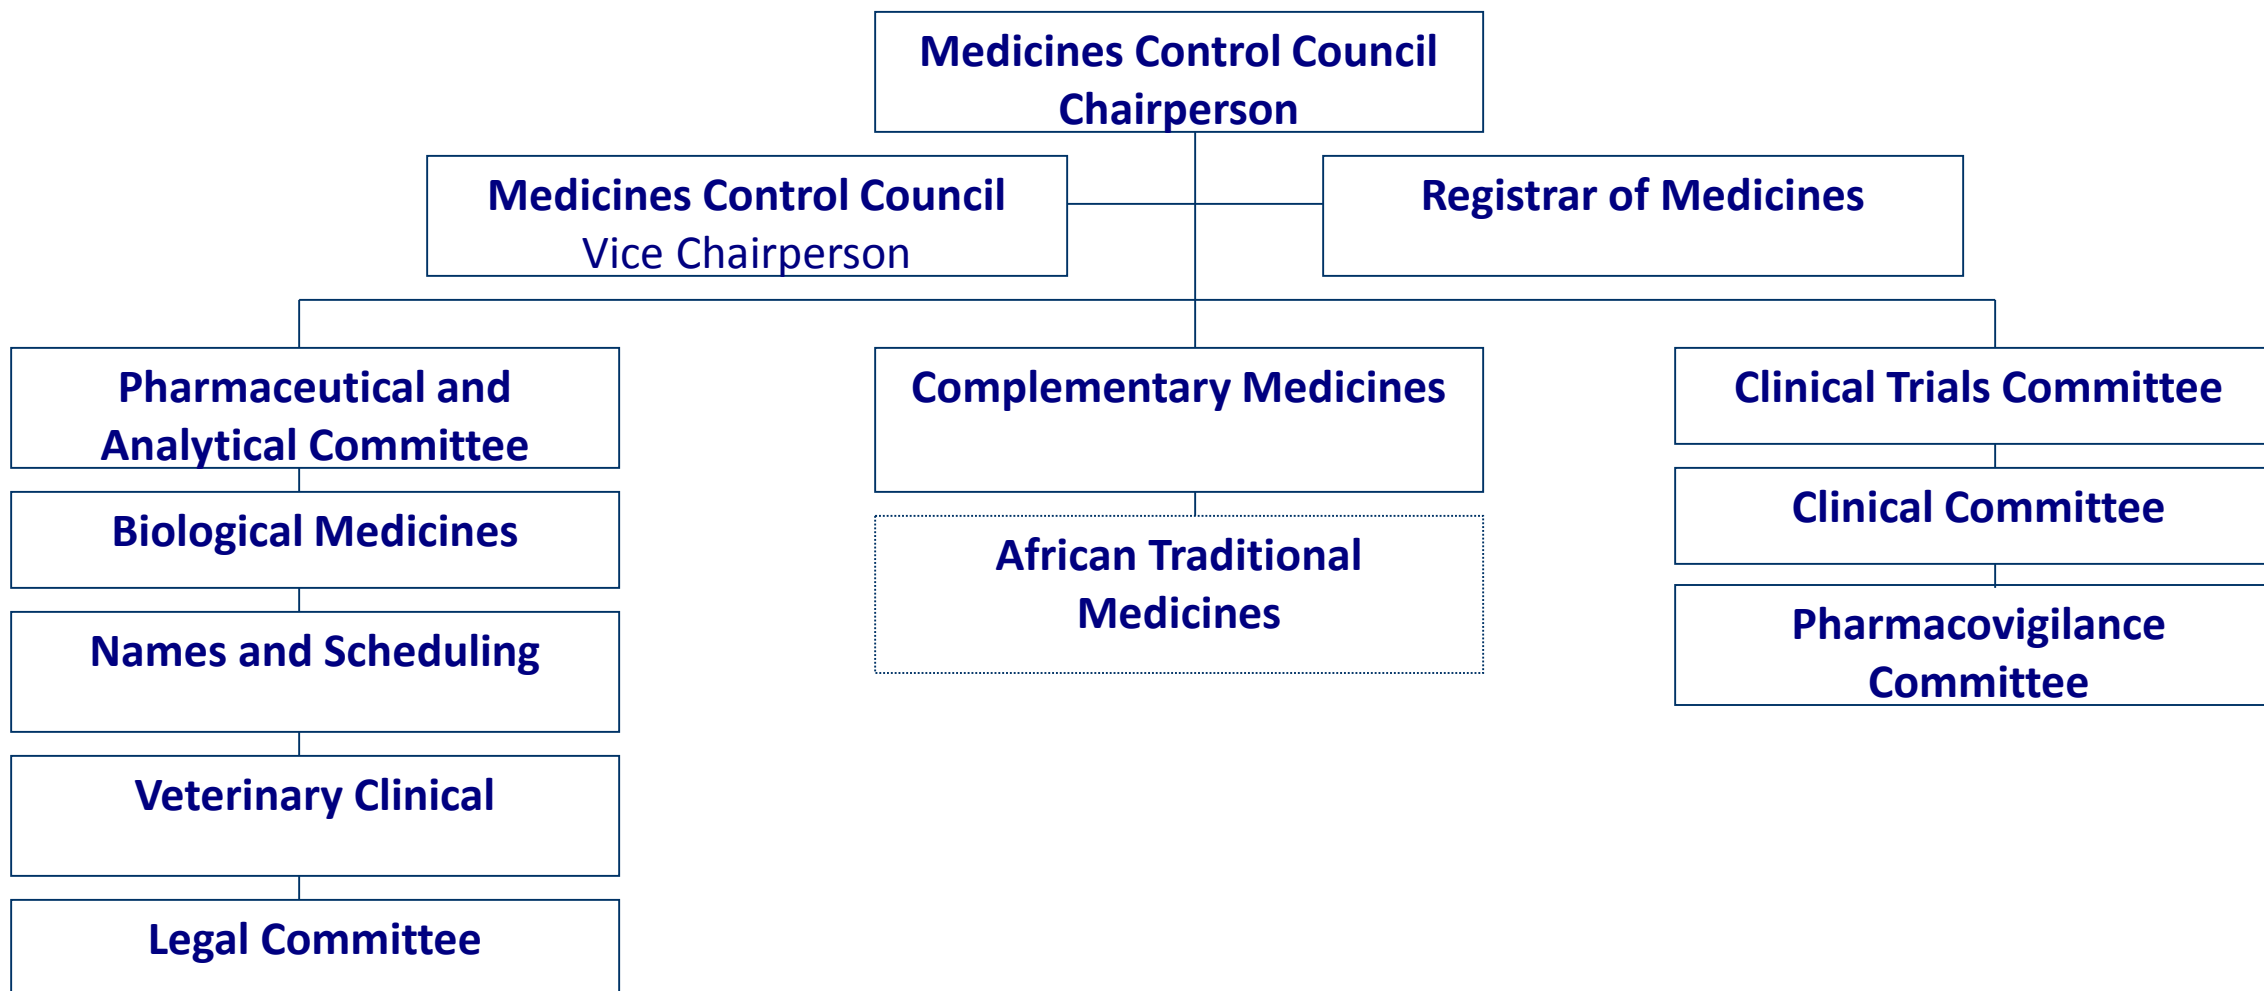 Medicines Control Council
Chairperson
Medicines Control Council
Vice Chairperson
Registrar of Medicines
Pharmaceutical and
Analytical Committee
Biological Medicines
Names and Scheduling
Veterinary Clinical
Legal Committee
Complementary Medicines
African Traditional
Medicines
Clinical Trials Committee
Clinical Committee
Pharmacovigilance
Committee